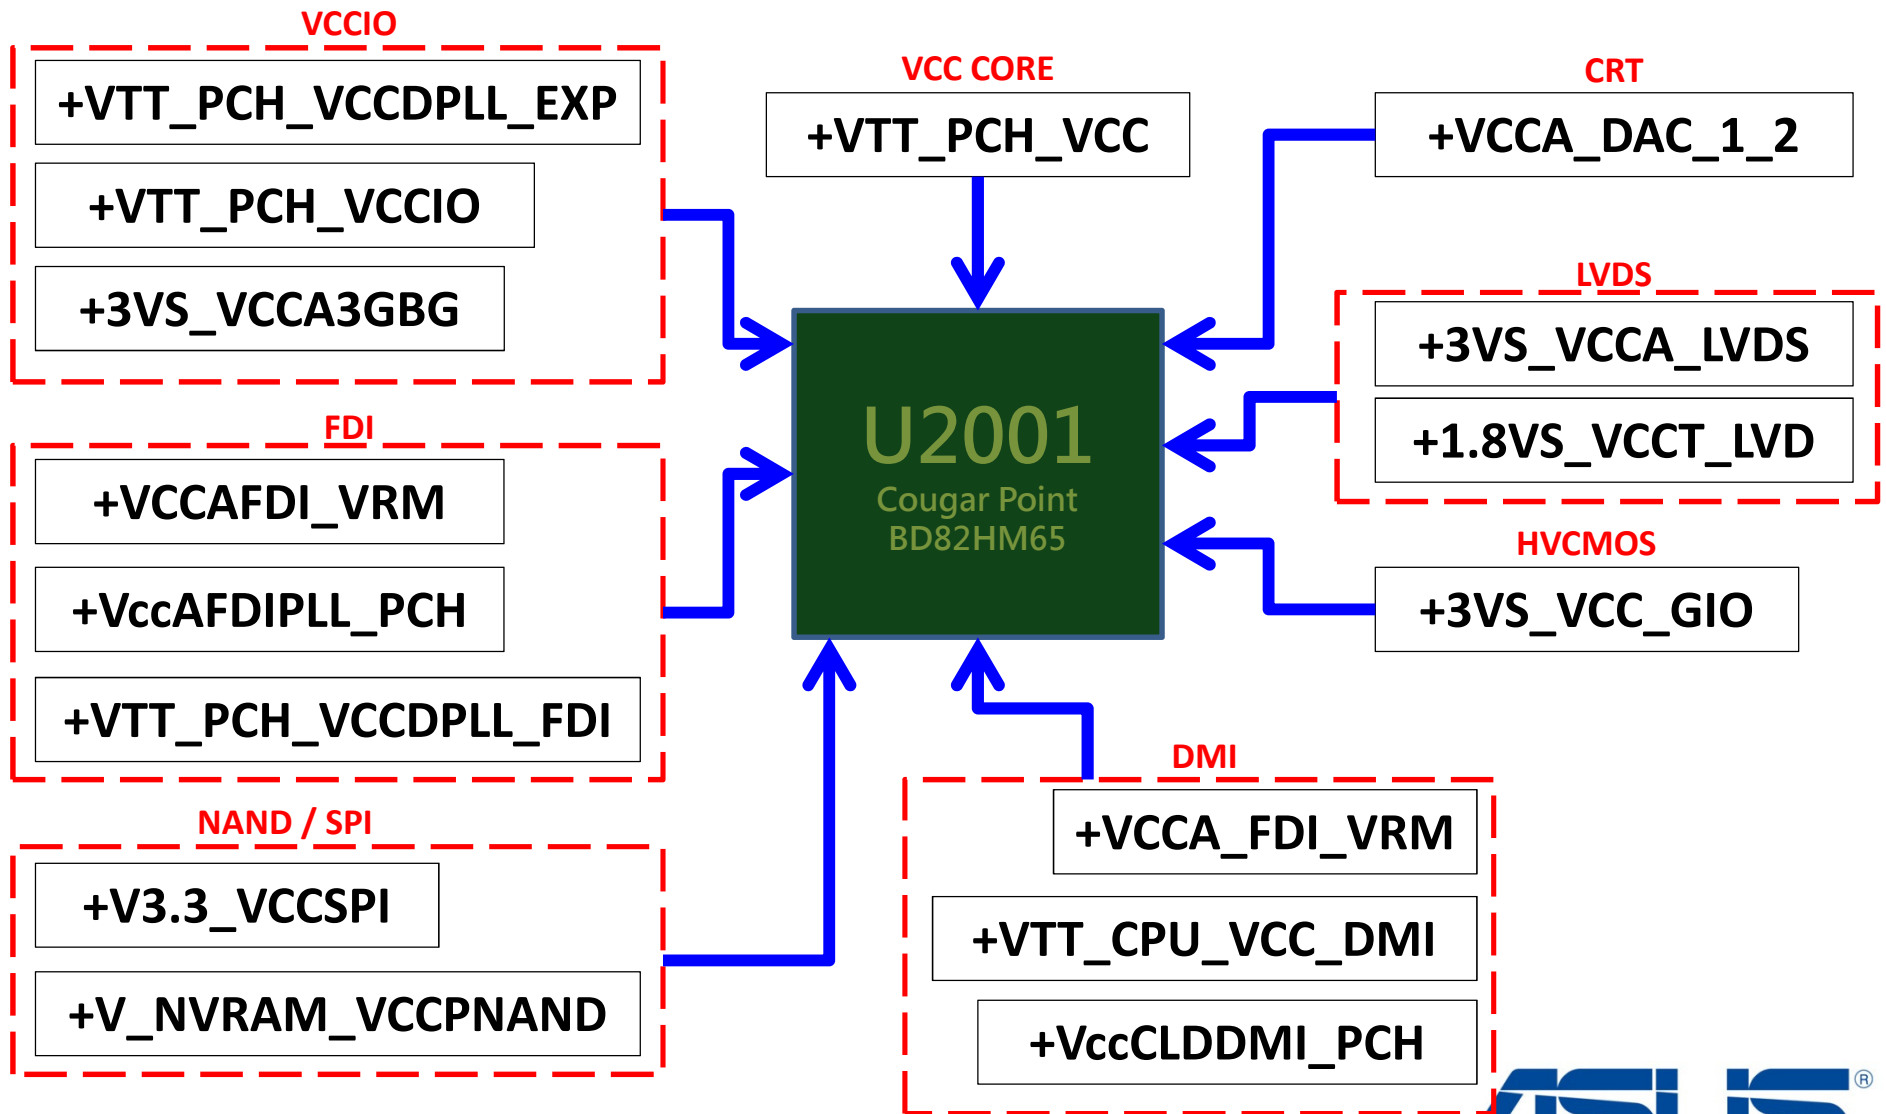 VCCIO
+VTT_PCH_VCCDPLL_EXP
+VTT_PCH_VCCIO
+3VS_VCCA3GBG
VCC CORE
+VTT_PCH_VCC
CRT
+VCCA_DAC_1_2
LVDS
+3VS_VCCA_LVDS
+1.8VS_VCCT_LVD
U2001
Cougar Point
BD82HM65
HVCMOS
+3VS_VCC_GIO
FDI
+VCCAFDI_VRM
+VccAFDIPLL_PCH
+VTT_PCH_VCCDPLL_FDI
NAND / SPI
+V3.3_VCCSPI
+V_NVRAM_VCCPNAND
DMI
+VCCA_FDI_VRM
+VTT_CPU_VCC_DMI
+VccCLDDMI_PCH
ASUS®